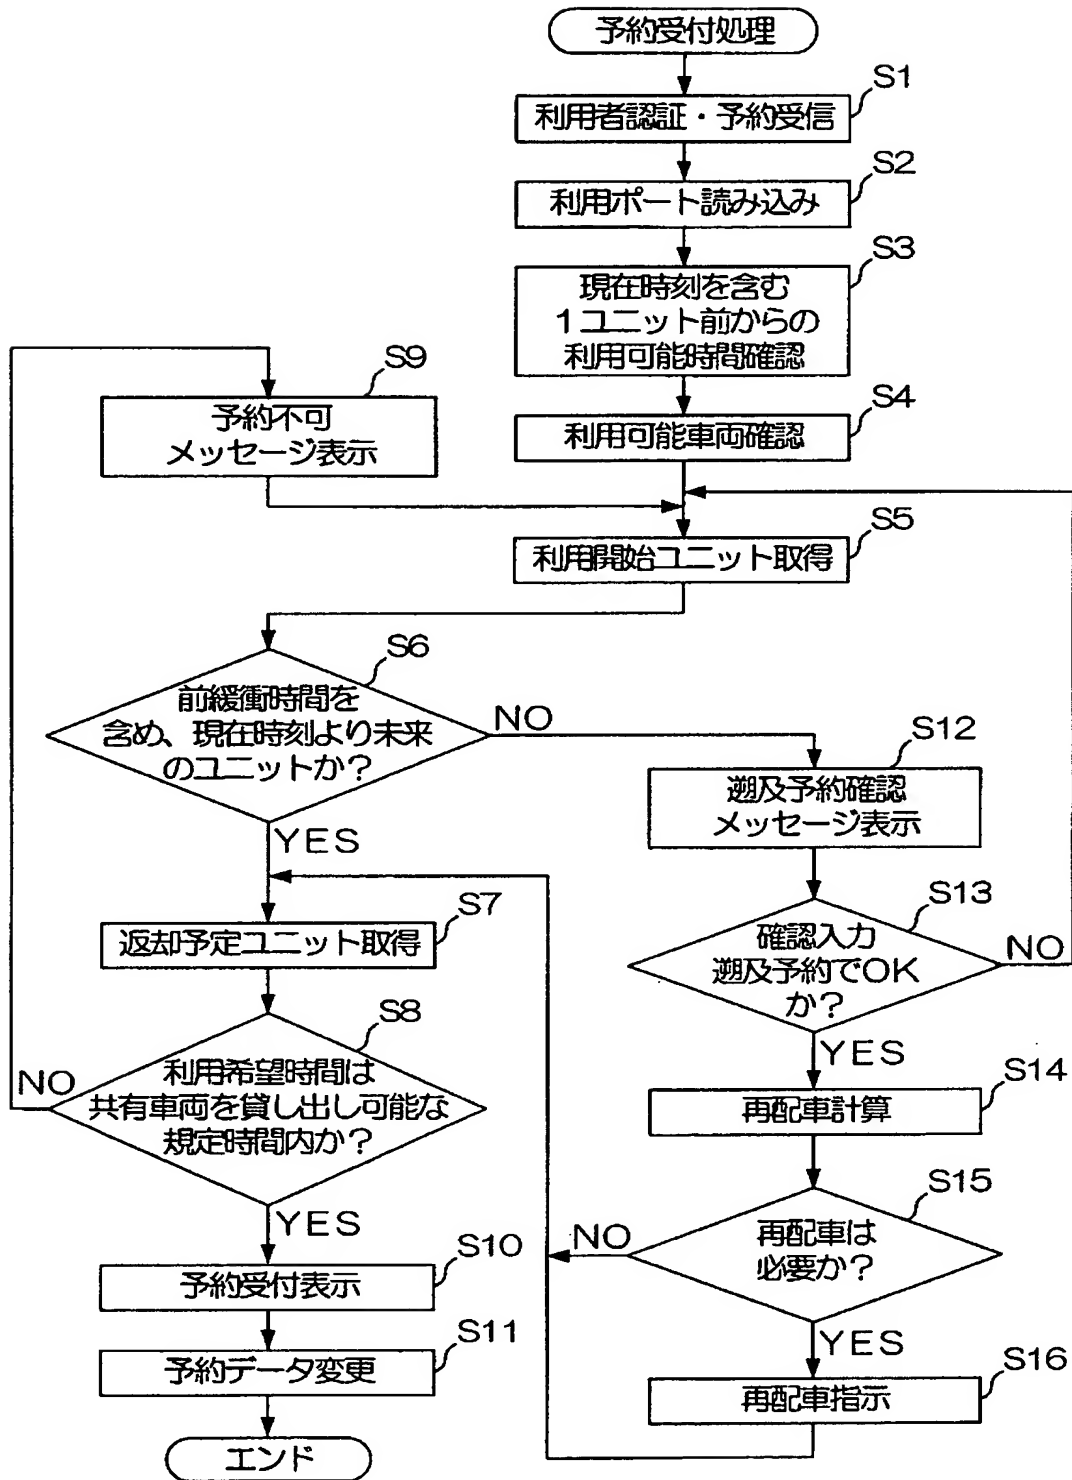 予約受付処理
S1
利用者認証・予約受信
S2
利用ポート読み込み
S3
現在時刻を含む
1ユニット前からの
利用可能時間確認
S4
利用可能車両確認
S5
利用開始ユニット取得
S6
前緩衝時間を
含め、現在時刻より未来
のユニットか?
NO
YES
S7
返却予定ユニット取得
S8
利用希望時間は
共有車両を貸し出し可能な
規定時間内か?
NO
YES
S9
予約不可
メッセージ表示
S10
予約受付表示
S11
予約データ変更
エンド
S12
遡及予約確認
メッセージ表示
S13
確認入力
遡及予約でOK
か?
NO
YES
S14
再配車計算
S15
再配車は
必要か?
NO
YES
S16
再配車指示